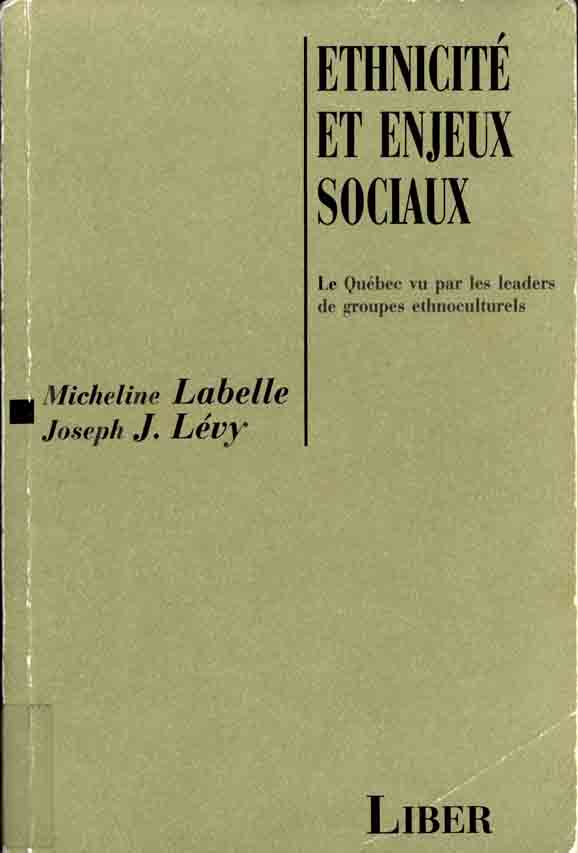 ETHNICITÉ
ET ENJEUX
SOCIAUX
Le Québec vu par les leaders
de groupes ethnoculturels
Micheline Labelle
Joseph J. Lévy
LIBER